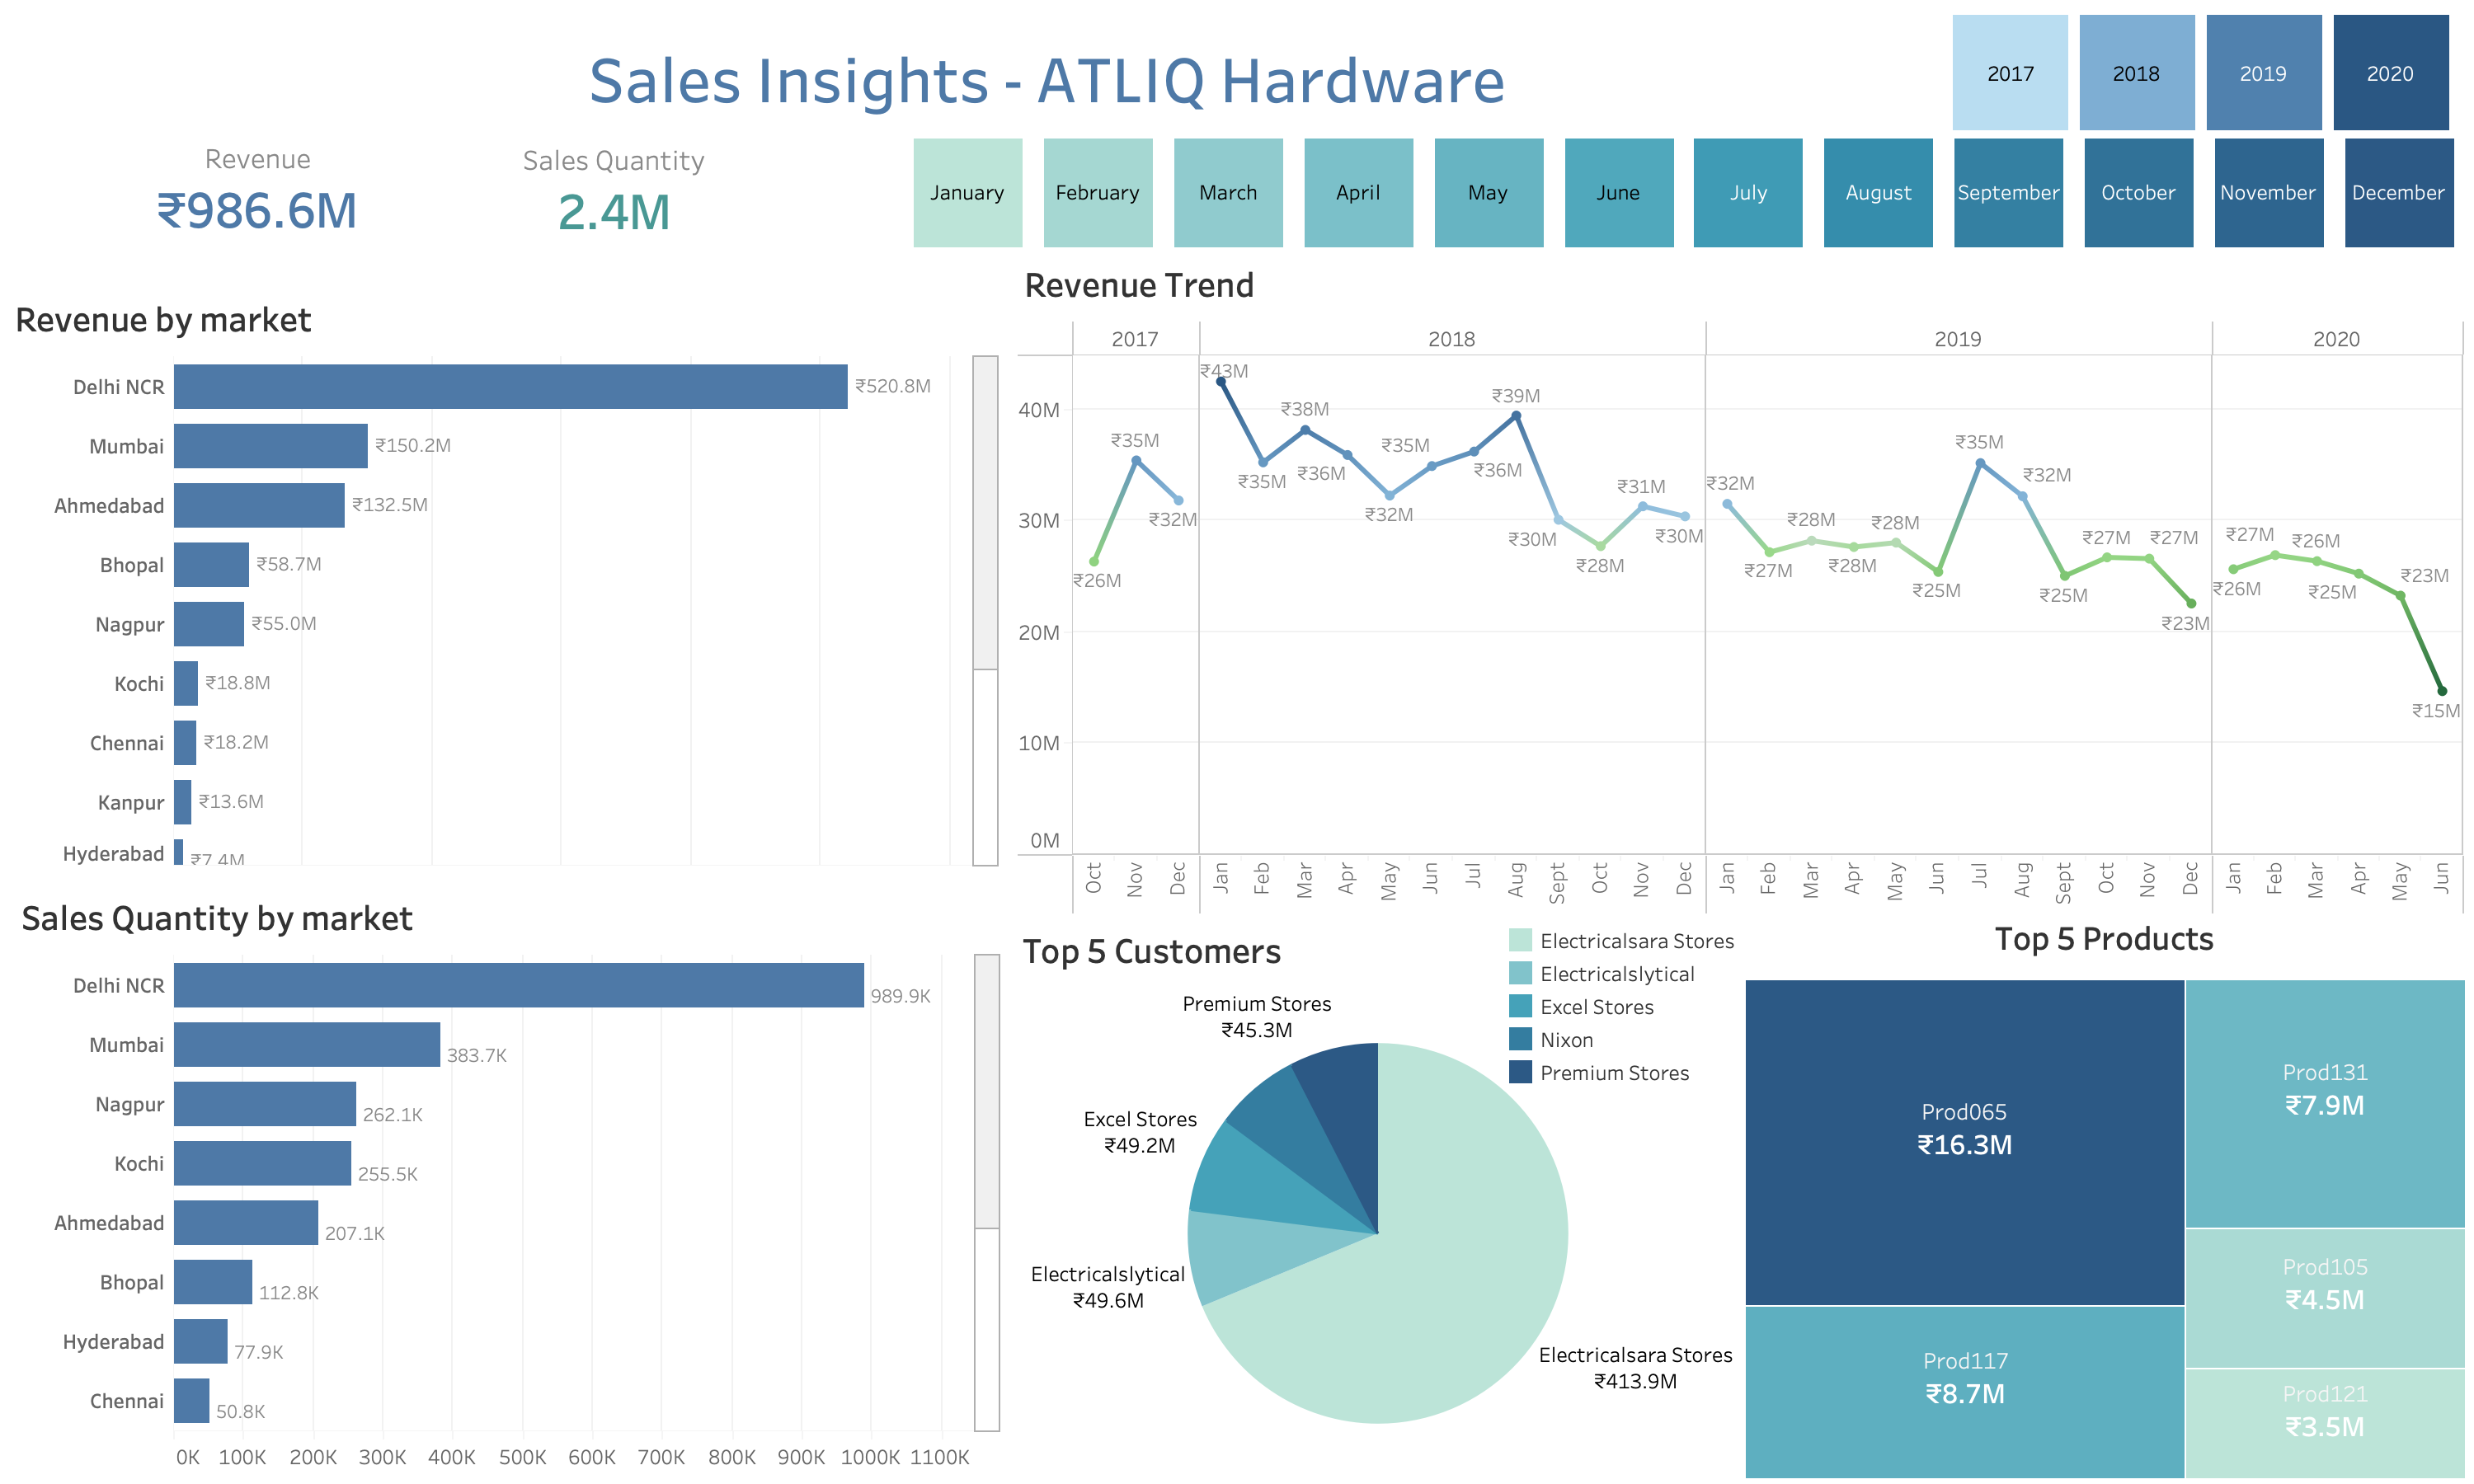 Sales Insights - ATLIQ Hardware
2017 2018 2019 2020
Revenue
₹986.6M
Sales Quantity
2.4M
January February March April May June July August September October November December
Revenue by market
Delhi NCR ₹520.8M
Mumbai ₹150.2M
Ahmedabad ₹132.5M
Bhopal ₹58.7M
Nagpur ₹55.0M
Kochi ₹18.8M
Chennai ₹18.2M
Kanpur ₹13.6M
Hyderabad ₹7.4M
Revenue Trend
2017 2018 2019 2020
40M
30M
20M
10M
0M
₹26M ₹35M ₹32M
₹43M ₹35M ₹38M ₹36M ₹32M ₹35M ₹36M ₹39M ₹30M ₹28M ₹31M ₹30M
₹32M ₹27M ₹28M ₹28M ₹28M ₹25M ₹35M ₹32M ₹25M ₹27M ₹27M ₹23M
₹26M ₹27M ₹26M ₹25M ₹23M ₹15M
Oct Nov Dec Jan Feb Mar Apr May Jun Jul Aug Sept Oct Nov Dec Jan Feb Mar Apr May Jun Jul Aug Sept Oct Nov Dec Jan Feb Mar Apr May Jun
Sales Quantity by market
Delhi NCR 989.9K
Mumbai 383.7K
Nagpur 262.1K
Kochi 255.5K
Ahmedabad 207.1K
Bhopal 112.8K
Hyderabad 77.9K
Chennai 50.8K
0K 100K 200K 300K 400K 500K 600K 700K 800K 900K 1000K 1100K
Top 5 Customers
Electricalsara Stores
Electricalslytical
Excel Stores
Nixon
Premium Stores
Premium Stores
₹45.3M
Excel Stores
₹49.2M
Electricalslytical
₹49.6M
Electricalsara Stores
₹413.9M
Top 5 Products
Prod065
₹16.3M
Prod117
₹8.7M
Prod131
₹7.9M
Prod105
₹4.5M
Prod121
₹3.5M